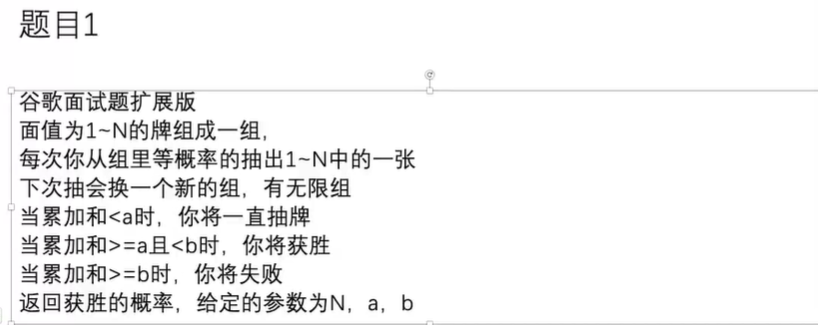 题目1
谷歌面试题扩展版
面值为1~N的牌组成一组，
每次你从组里等概率的抽出1~N中的一张
下次抽会换一个新的组，有无限组
当累加和<a时，你将一直抽牌
当累加和>=a且<b时，你将获胜
当累加和>=b时，你将失败
返回获胜的概率，给定的参数为N，a，b